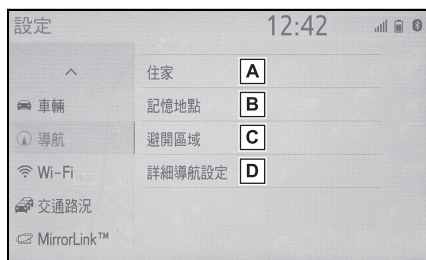 設定 12:42
住家 A
車輛 記憶地點 B
導航 避開區域 C
Wi-Fi 詳細導航設定 D
交通路況
MirrorLink™